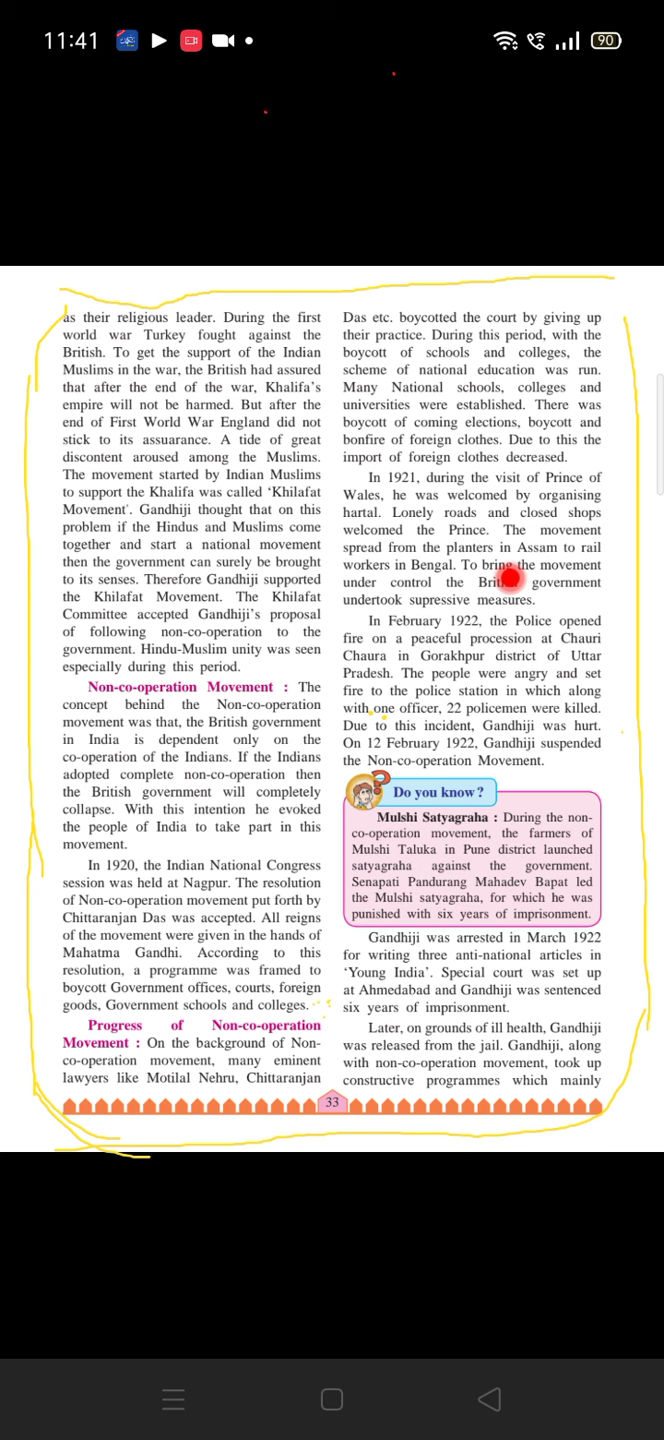 11:41
90
as their religious leader. During the first
world war Turkey fought against the
British. To get the support of the Indian
Muslims in the war, the British had assured
that after the end of the war, Khalifa's
empire will not be harmed. But after the
end of First World War England did not
stick to its assuarance. A tide of great
discontent aroused among the Muslims.
The movement started by Indian Muslims
to support the Khalifa was called ‘Khilafat
Movement'. Gandhiji thought that on this
problem if the Hindus and Muslims come
together and start a national movement
then the government can surely be brought
to its senses. Therefore Gandhiji supported
the Khilafat Movement. The Khilafat
Committee accepted Gandhiji's proposal
of following non-co-operation to the
government. Hindu-Muslim unity was seen
especially during this period.
Non-co-operation Movement : The
concept behind the Non-co-operation
movement was that, the British government
in India is dependent only on the
co-operation of the Indians. If the Indians
adopted complete non-co-operation then
the British government will completely
collapse. With this intention he evoked
the people of India to take part in this
movement.
In 1920, the Indian National Congress
session was held at Nagpur. The resolution
of Non-co-operation movement put forth by
Chittaranjan Das was accepted. All reigns
of the movement were given in the hands of
Mahatma Gandhi. According to this
resolution, a programme was framed to
boycott Government offices, courts, foreign
goods, Government schools and colleges.
Progress of Non-co-operation
Movement : On the background of Non-
co-operation movement, many eminent
lawyers like Motilal Nehru, Chittaranjan
Das etc. boycotted the court by giving up
their practice. During this period, with the
boycott of schools and colleges, the
scheme of national education was run.
Many National schools, colleges and
universities were established. There was
boycott of coming elections, boycott and
bonfire of foreign clothes. Due to this the
import of foreign clothes decreased.
In 1921, during the visit of Prince of
Wales, he was welcomed by organising
hartal. Lonely roads and closed shops
welcomed the Prince. The movement
spread from the planters in Assam to rail
workers in Bengal. To bring the movement
under control the British government
undertook supressive measures.
In February 1922, the Police opened
fire on a peaceful procession at Chauri
Chaura in Gorakhpur district of Uttar
Pradesh. The people were angry and set
fire to the police station in which along
with one officer, 22 policemen were killed.
Due to this incident, Gandhiji was hurt.
On 12 February 1922, Gandhiji suspended
the Non-co-operation Movement.
Do you know ?
Mulshi Satyagraha : During the non-
co-operation movement, the farmers of
Mulshi Taluka in Pune district launched
satyagraha against the government.
Senapati Pandurang Mahadev Bapat led
the Mulshi satyagraha, for which he was
punished with six years of imprisonment.
Gandhiji was arrested in March 1922
for writing three anti-national articles in
‘Young India’. Special court was set up
at Ahmedabad and Gandhiji was sentenced
six years of imprisonment.
Later, on grounds of ill health, Gandhiji
was released from the jail. Gandhiji, along
with non-co-operation movement, took up
constructive programmes which mainly
33